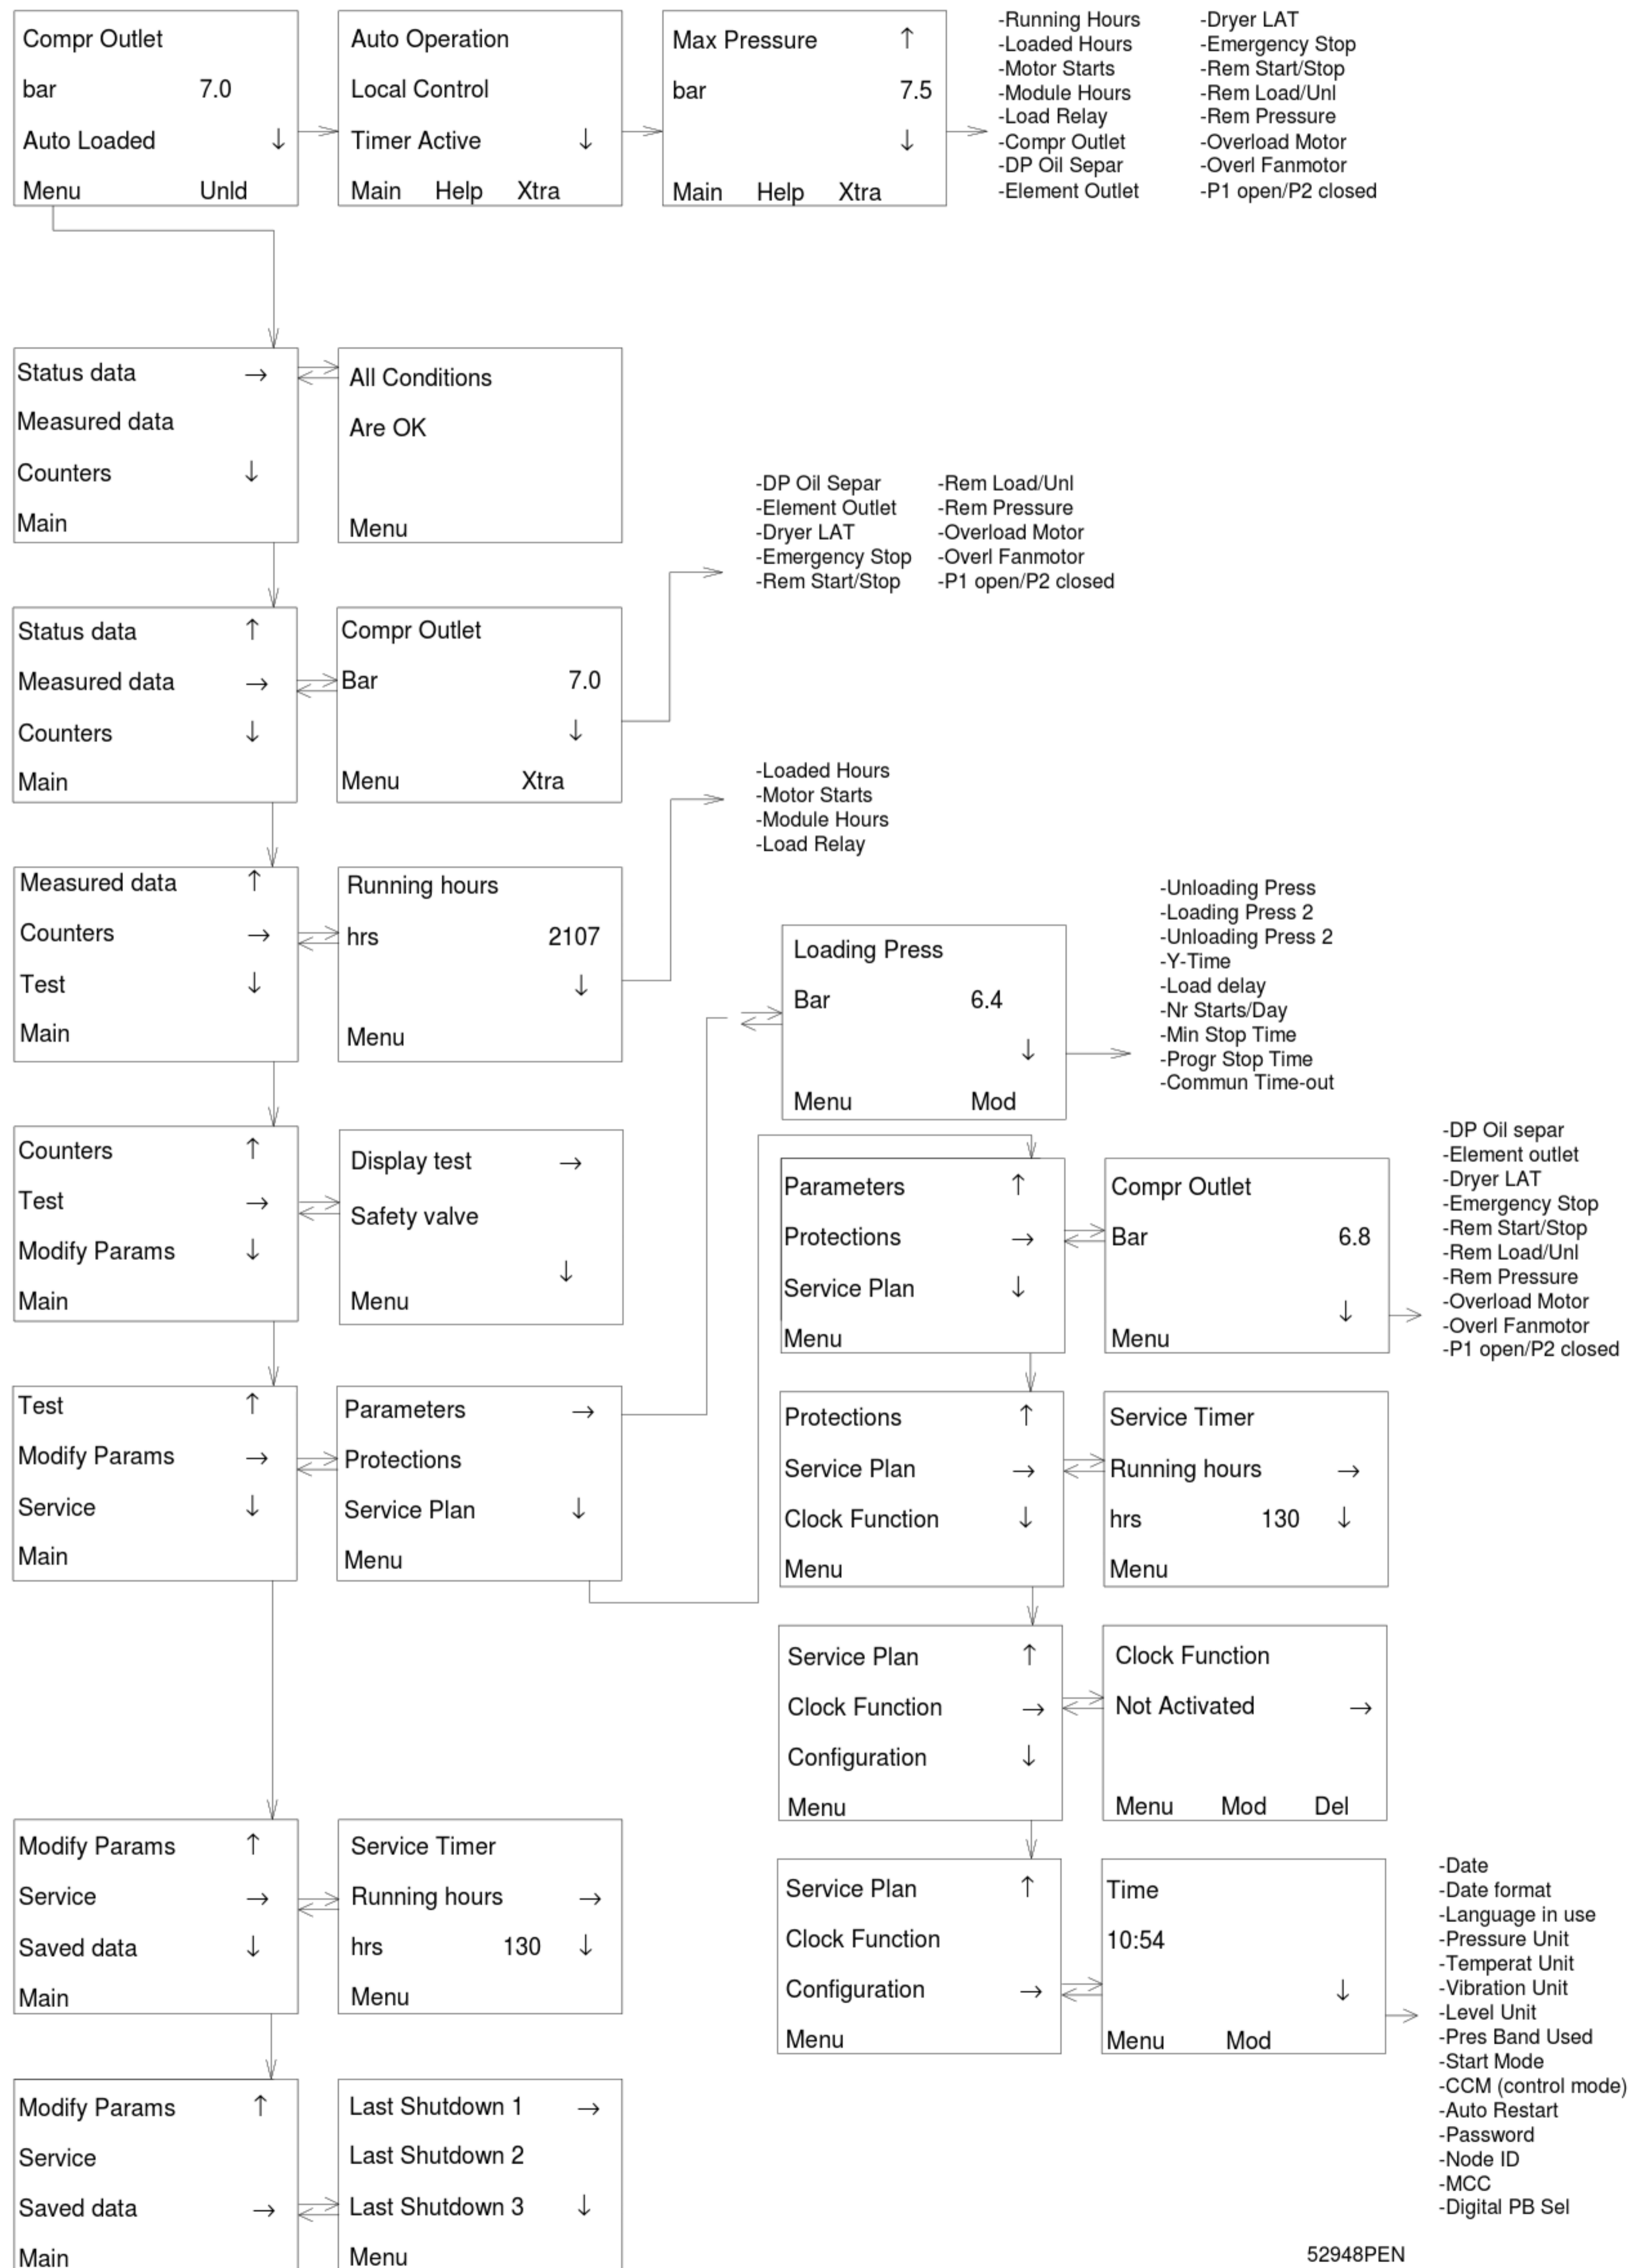 Compr Outlet
bar 7.0
Auto Loaded ↓
Menu Unld
Auto Operation
Local Control
Timer Active ↓
Main Help Xtra
Max Pressure ↑
bar 7.5
↓
Main Help Xtra
-Running Hours
-Loaded Hours
-Motor Starts
-Module Hours
-Load Relay
-Compr Outlet
-DP Oil Separ
-Element Outlet
-Dryer LAT
-Emergency Stop
-Rem Start/Stop
-Rem Load/Unl
-Rem Pressure
-Overload Motor
-Overl Fanmotor
-P1 open/P2 closed
Status data →
Measured data
Counters ↓
Main
All Conditions
Are OK
Menu
Status data ↑
Measured data →
Counters ↓
Main
Compr Outlet
Bar 7.0
↓
Menu Xtra
-DP Oil Separ
-Element Outlet
-Dryer LAT
-Emergency Stop
-Rem Start/Stop
-Rem Load/Unl
-Rem Pressure
-Overload Motor
-Overl Fanmotor
-P1 open/P2 closed
Measured data ↑
Counters →
Test ↓
Main
Running hours
hrs 2107
↓
Menu
-Loaded Hours
-Motor Starts
-Module Hours
-Load Relay
Counters ↑
Test →
Modify Params ↓
Main
Display test →
Safety valve
↓
Menu
Test ↑
Modify Params →
Service ↓
Main
Parameters →
Protections
Service Plan ↓
Menu
Loading Press
Bar 6.4
↓
Menu Mod
-Unloading Press
-Loading Press 2
-Unloading Press 2
-Y-Time
-Load delay
-Nr Starts/Day
-Min Stop Time
-Progr Stop Time
-Commun Time-out
Parameters ↑
Protections →
Service Plan ↓
Menu
Compr Outlet
Bar 6.8
↓
Menu
-DP Oil separ
-Element outlet
-Dryer LAT
-Emergency Stop
-Rem Start/Stop
-Rem Load/Unl
-Rem Pressure
-Overload Motor
-Overl Fanmotor
-P1 open/P2 closed
Protections ↑
Service Plan →
Clock Function ↓
Menu
Service Timer
Running hours →
hrs 130 ↓
Menu
Service Plan ↑
Clock Function →
Configuration ↓
Menu
Clock Function
Not Activated →
Menu Mod Del
Service Plan ↑
Clock Function
Configuration →
Menu
Time
10:54
↓
Menu Mod
-Date
-Date format
-Language in use
-Pressure Unit
-Temperat Unit
-Vibration Unit
-Level Unit
-Pres Band Used
-Start Mode
-CCM (control mode)
-Auto Restart
-Password
-Node ID
-MCC
-Digital PB Sel
Modify Params ↑
Service →
Saved data ↓
Main
Service Timer
Running hours →
hrs 130 ↓
Menu
Modify Params ↑
Service
Saved data →
Main
Last Shutdown 1 →
Last Shutdown 2
Last Shutdown 3 ↓
Menu
52948PEN